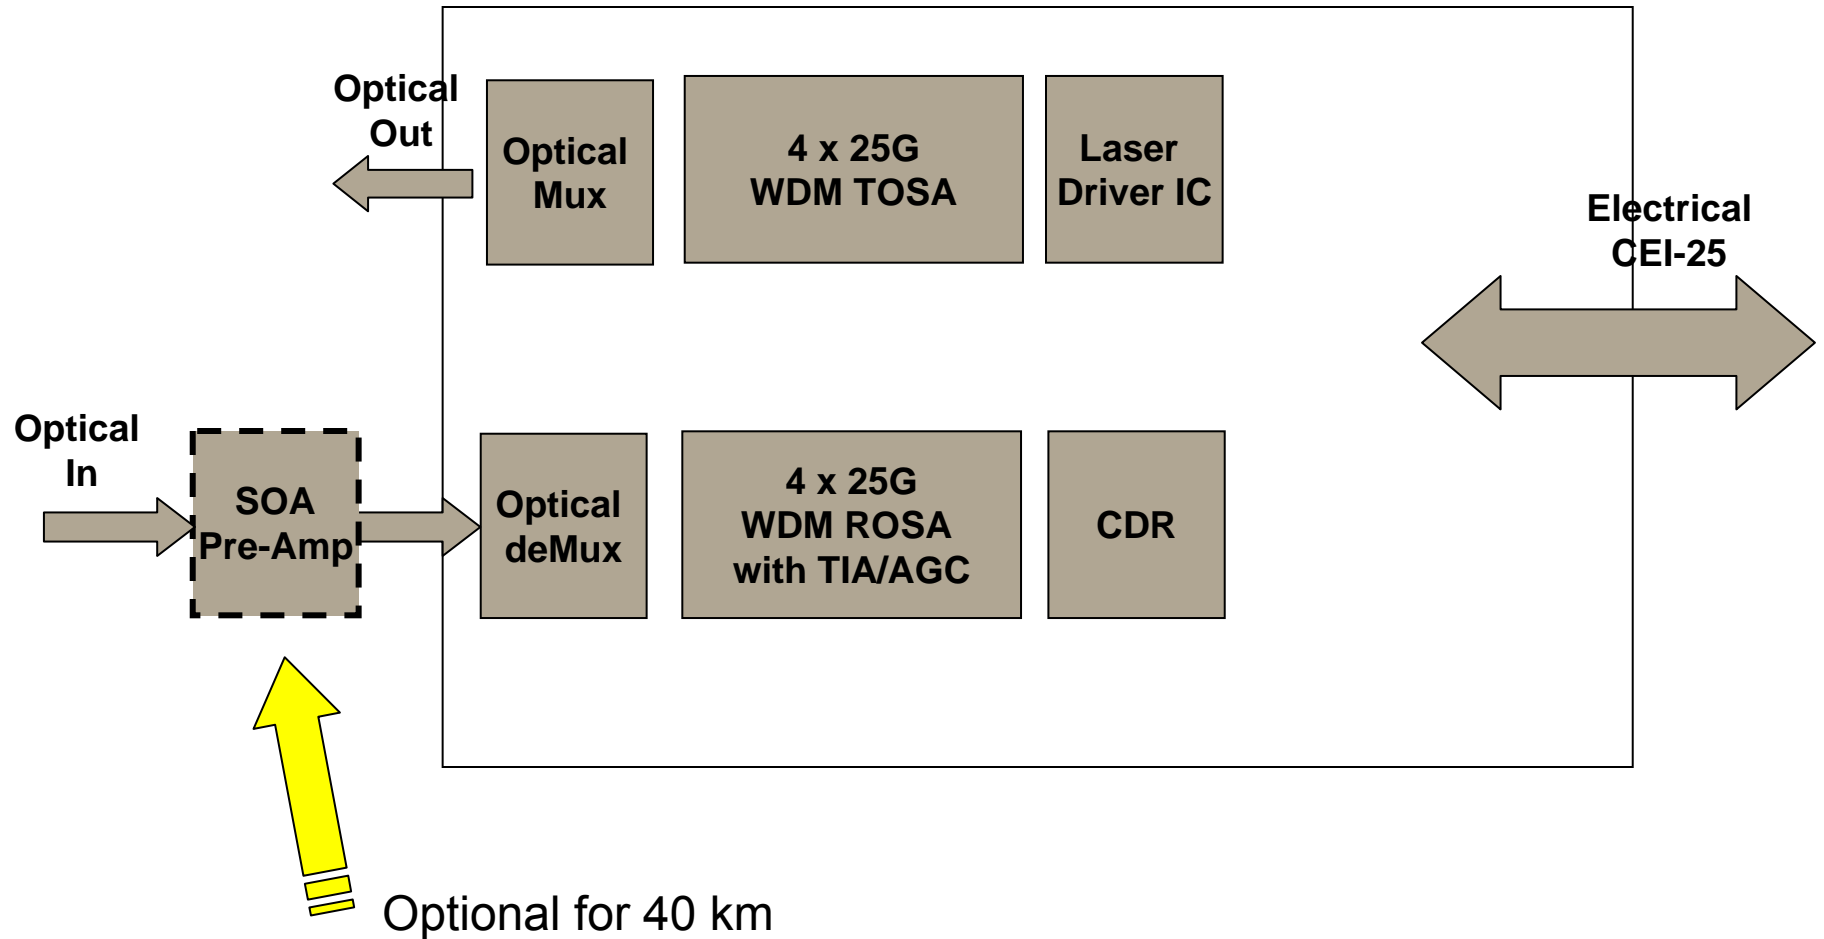 Optical
Out
Optical
Mux
4 x 25G
WDM TOSA
Laser
Driver IC
Electrical
CEI-25
Optical
In
SOA
Pre-Amp
Optical
deMux
4 x 25G
WDM ROSA
with TIA/AGC
CDR
Optional for 40 km